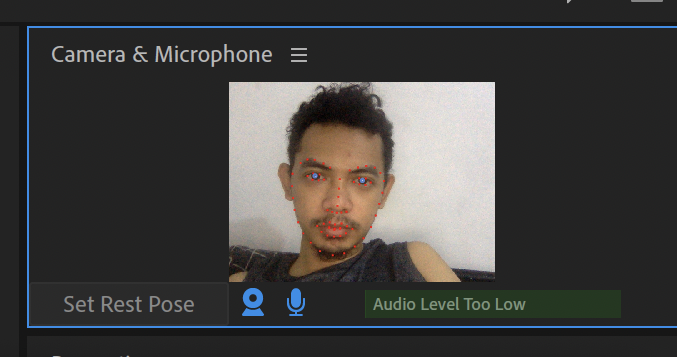 Camera & Microphone
Set Rest Pose
Audio Level Too Low